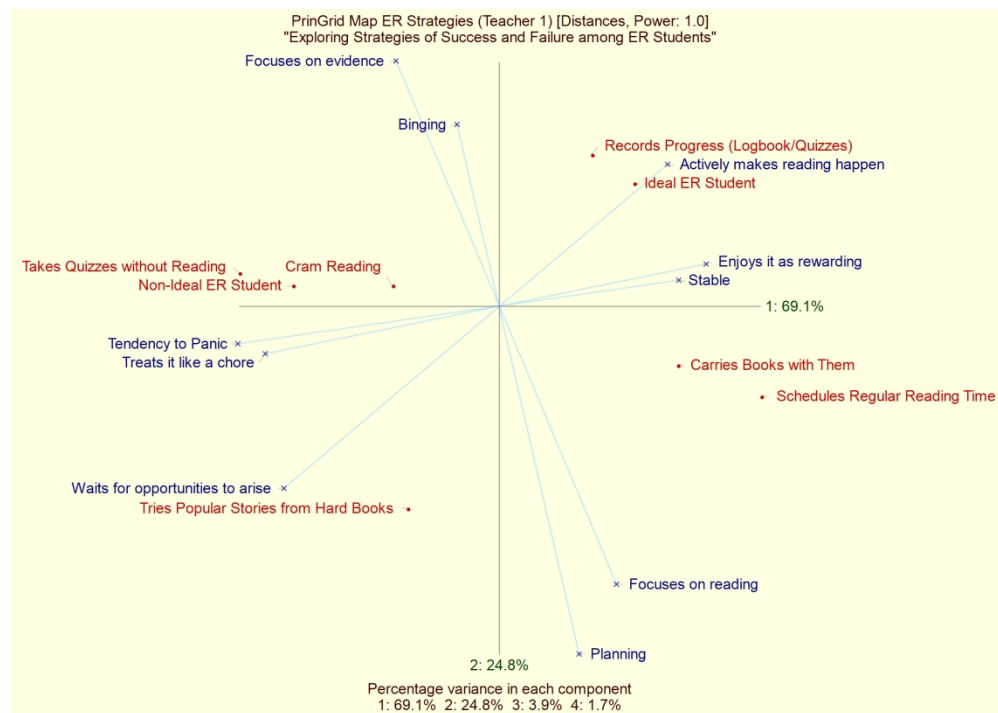 PrinGrid Map ER Strategies (Teacher 1) [Distances, Power: 1.0]
"Exploring Strategies of Success and Failure among ER Students"
Focuses on evidence
Binging
Records Progress (Logbook/Quizzes)
Actively makes reading happen
Ideal ER Student
Takes Quizzes without Reading
Cram Reading
Enjoys it as rewarding
Non-Ideal ER Student
Stable
1: 69.1%
Tendency to Panic
Treats it like a chore
Carries Books with Them
Schedules Regular Reading Time
Waits for opportunities to arise
Tries Popular Stories from Hard Books
Focuses on reading
Planning
2: 24.8%
Percentage variance in each component
1: 69.1% 2: 24.8% 3: 3.9% 4: 1.7%